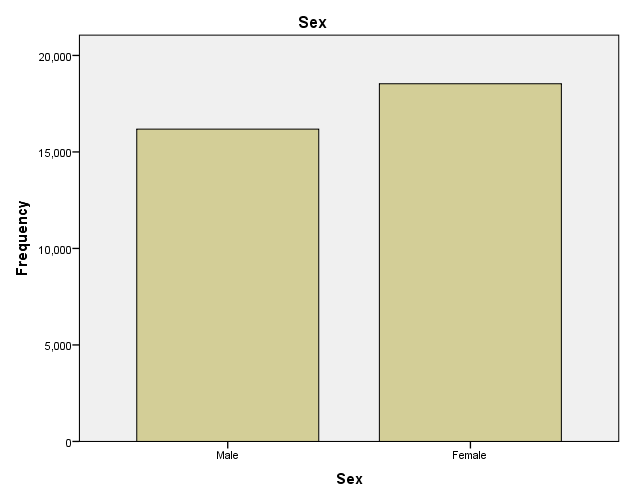 Sex
20,000
15,000
10,000
5,000
0
Frequency
Male Female
Sex